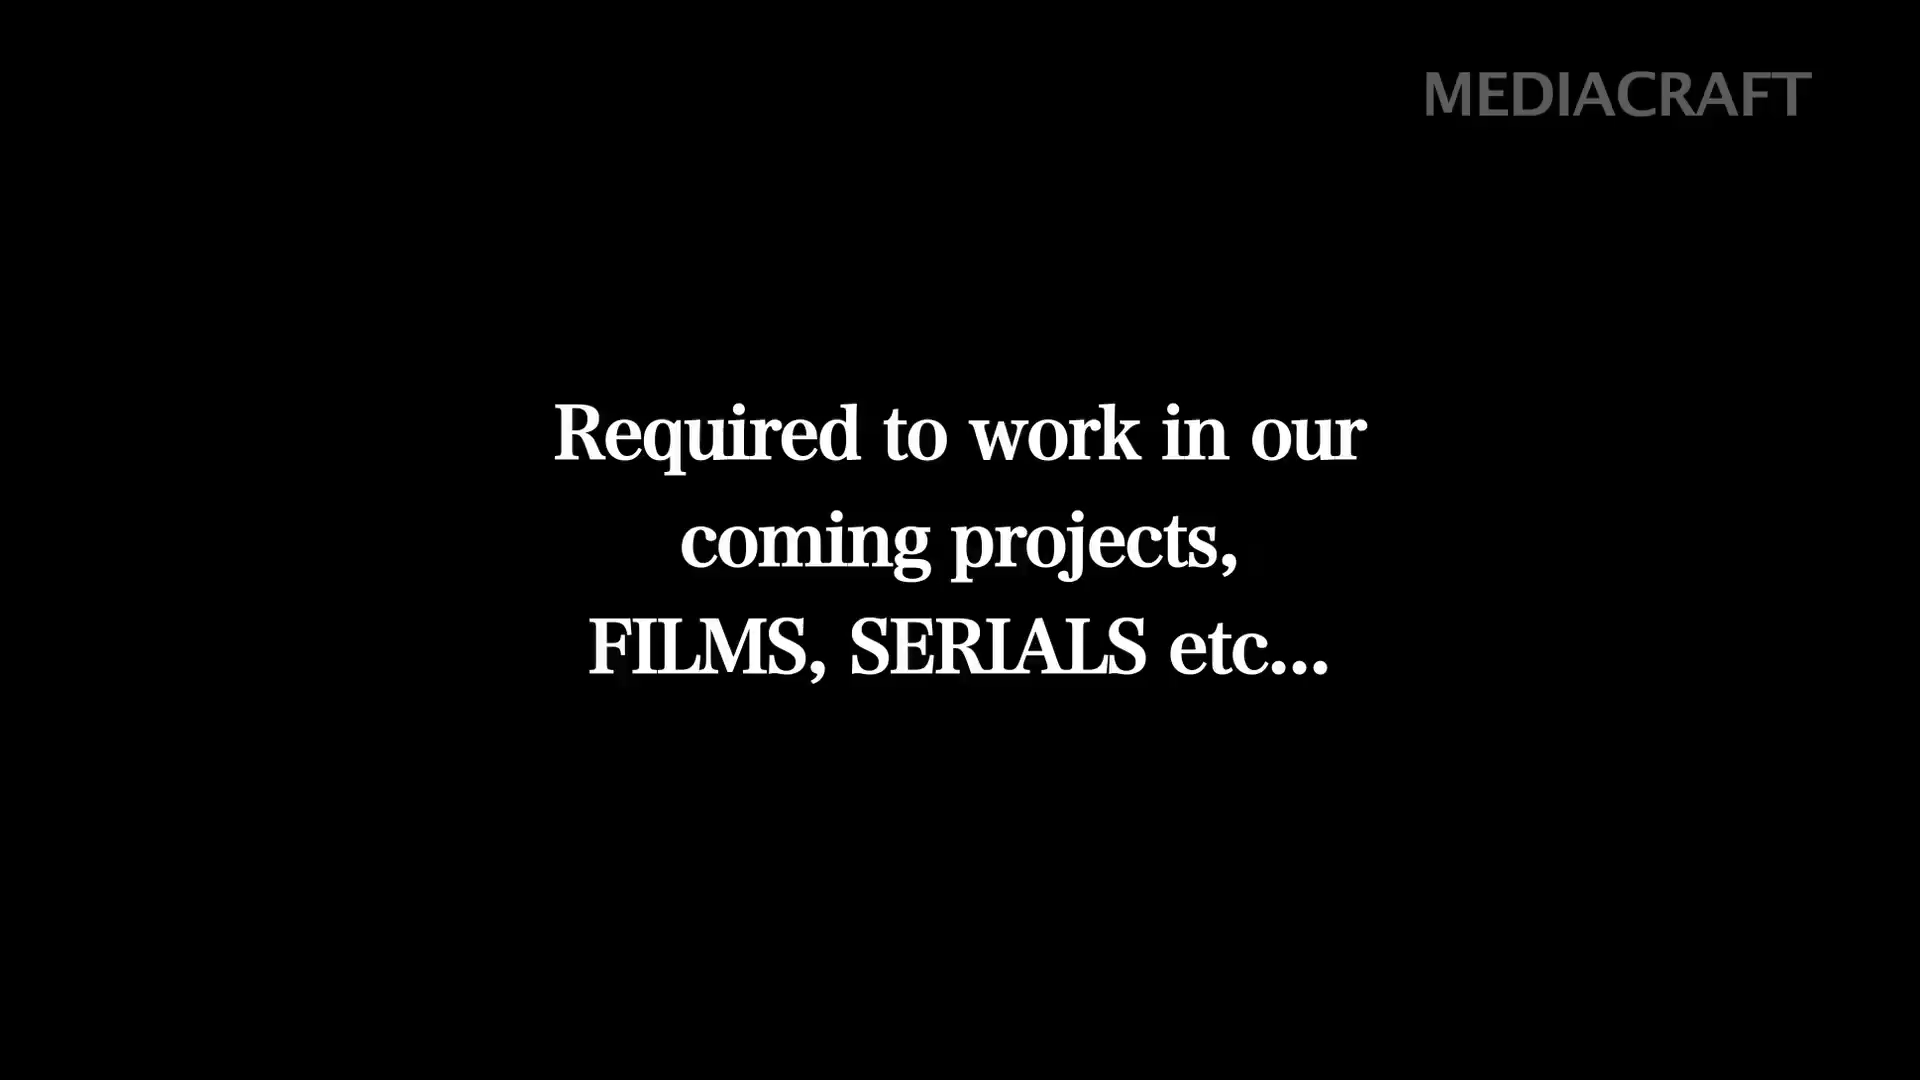 MEDIACRAFT
Required to work in our
coming projects,
FILMS, SERIALS etc...